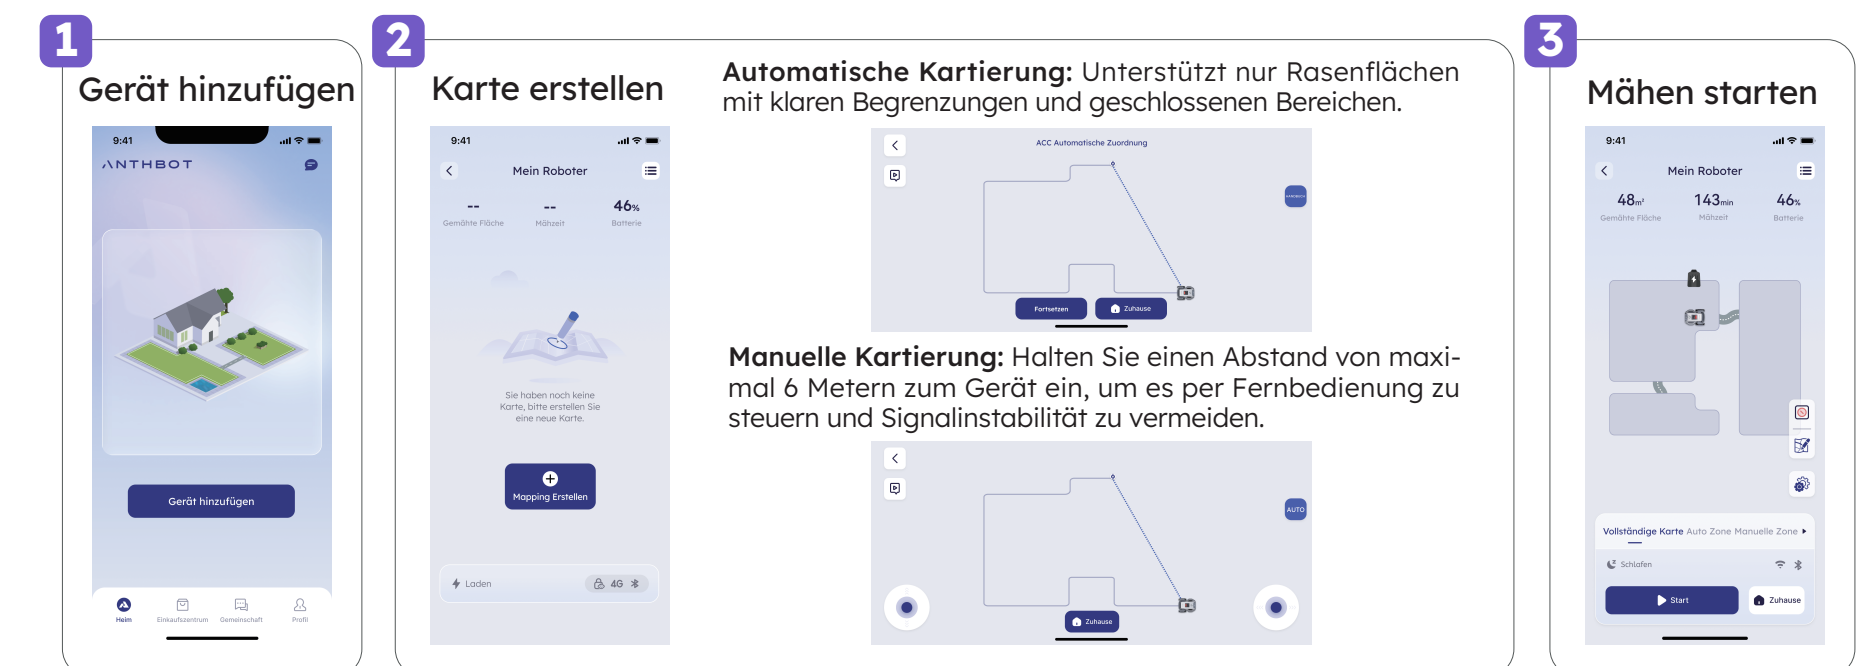 1
Gerät hinzufügen
9:41
ANTHBOT
Gerät hinzufügen
Heim Einkaufszentrum Gemeinschaft Profil
2
Karte erstellen
9:41
Mein Roboter
-- -- 46%
Gemähte Fläche Mähzeit Batterie
Sie haben noch keine
Karte, bitte erstellen Sie
eine neue Karte.
Mapping Erstellen
Laden 4G
Automatische Kartierung: Unterstützt nur Rasenflächen
mit klaren Begrenzungen und geschlossenen Bereichen.
ACC Automatische Zuordnung
Fortsetzen Zuhause
Manuelle Kartierung: Halten Sie einen Abstand von maxi-
mal 6 Metern zum Gerät ein, um es per Fernbedienung zu
steuern und Signalinstabilität zu vermeiden.
AUTO
Zuhause
3
Mähen starten
9:41
Mein Roboter
48m² 143min 46%
Gemähte Fläche Mähzeit Batterie
Vollständige Karte Auto Zone Manuelle Zone
Schlafen
Start Zuhause